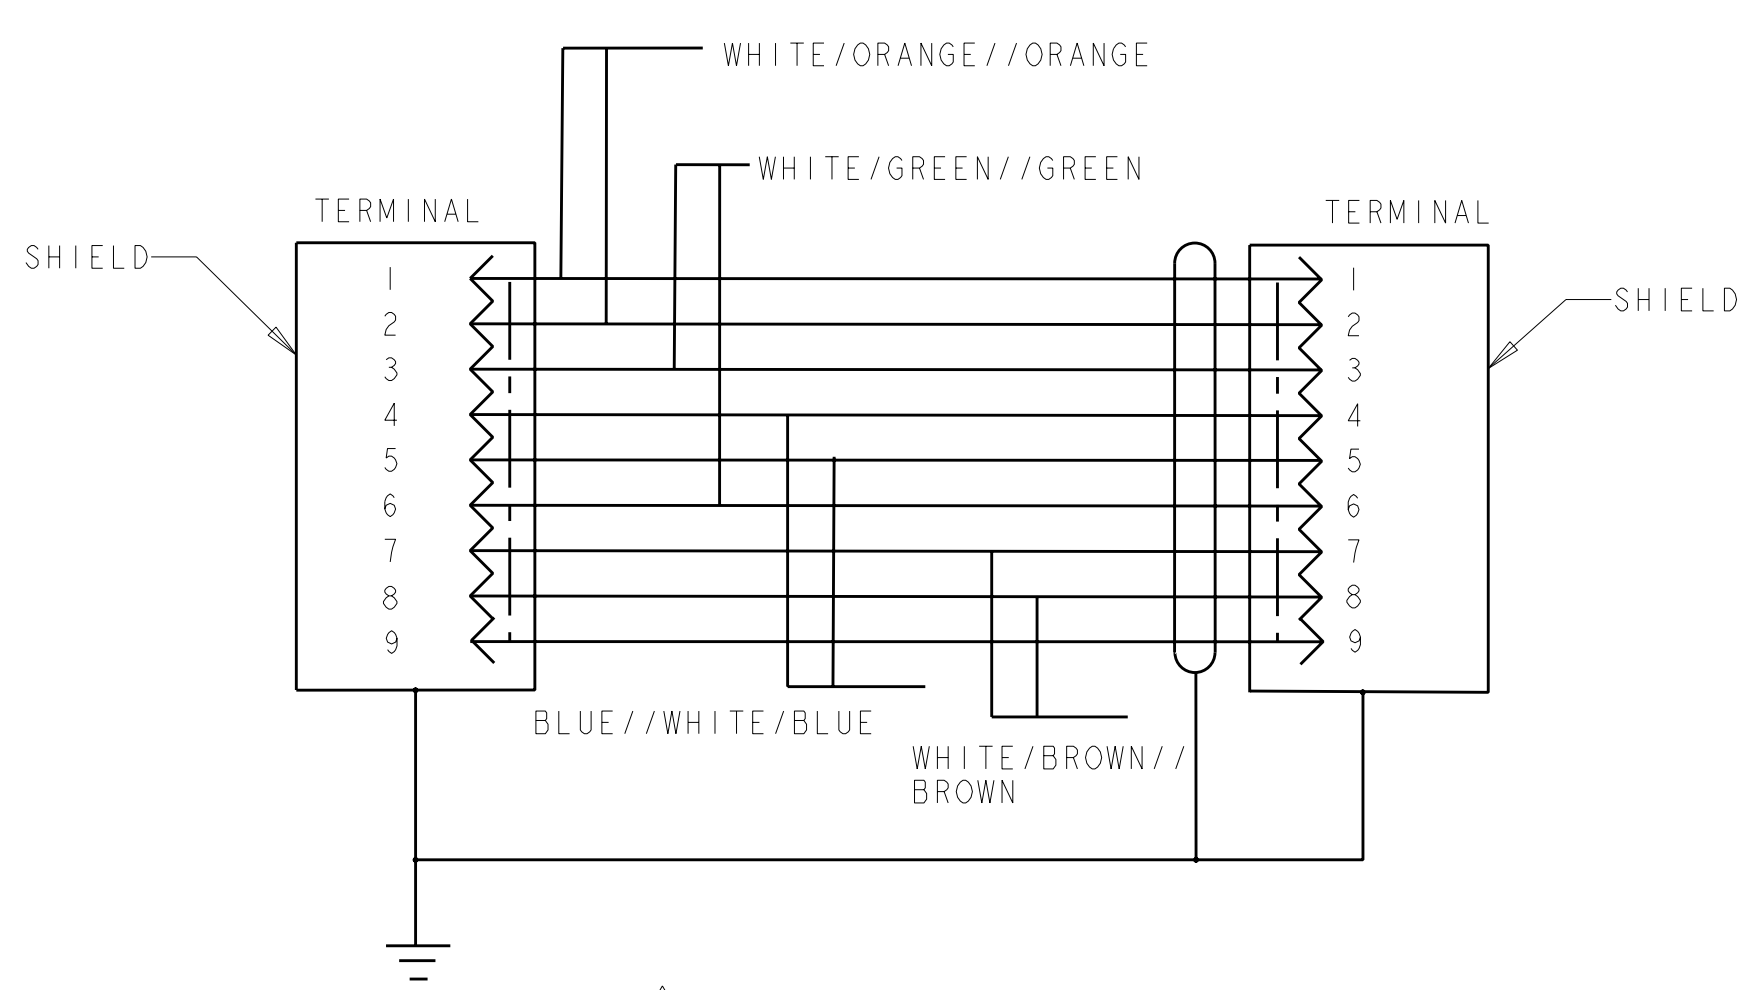 WHITE/ORANGE//ORANGE
WHITE/GREEN//GREEN
TERMINAL
TERMINAL
SHIELD
SHIELD
1
2
3
4
5
6
7
8
9
1
2
3
4
5
6
7
8
9
BLUE//WHITE/BLUE
WHITE/BROWN//
BROWN